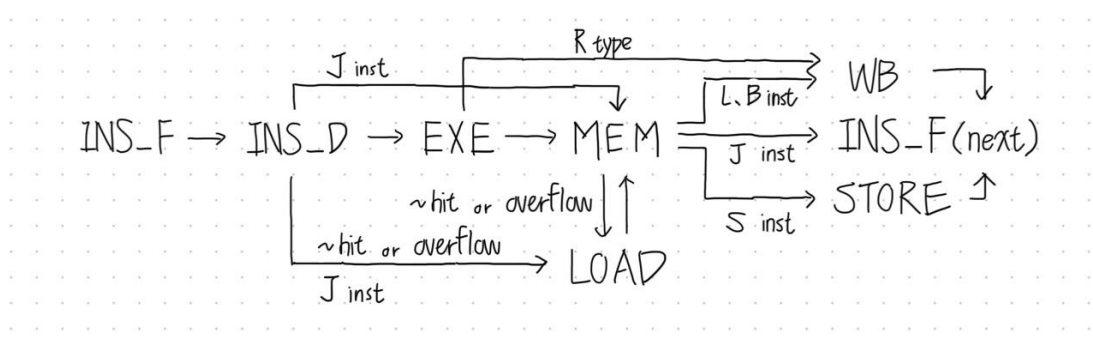 R type
J inst
WB
L、B inst
INS_F → INS_D → EXE → MEM
J inst
INS_F(next)
~hit or overflow
S inst
STORE
~hit or overflow
LOAD
J inst